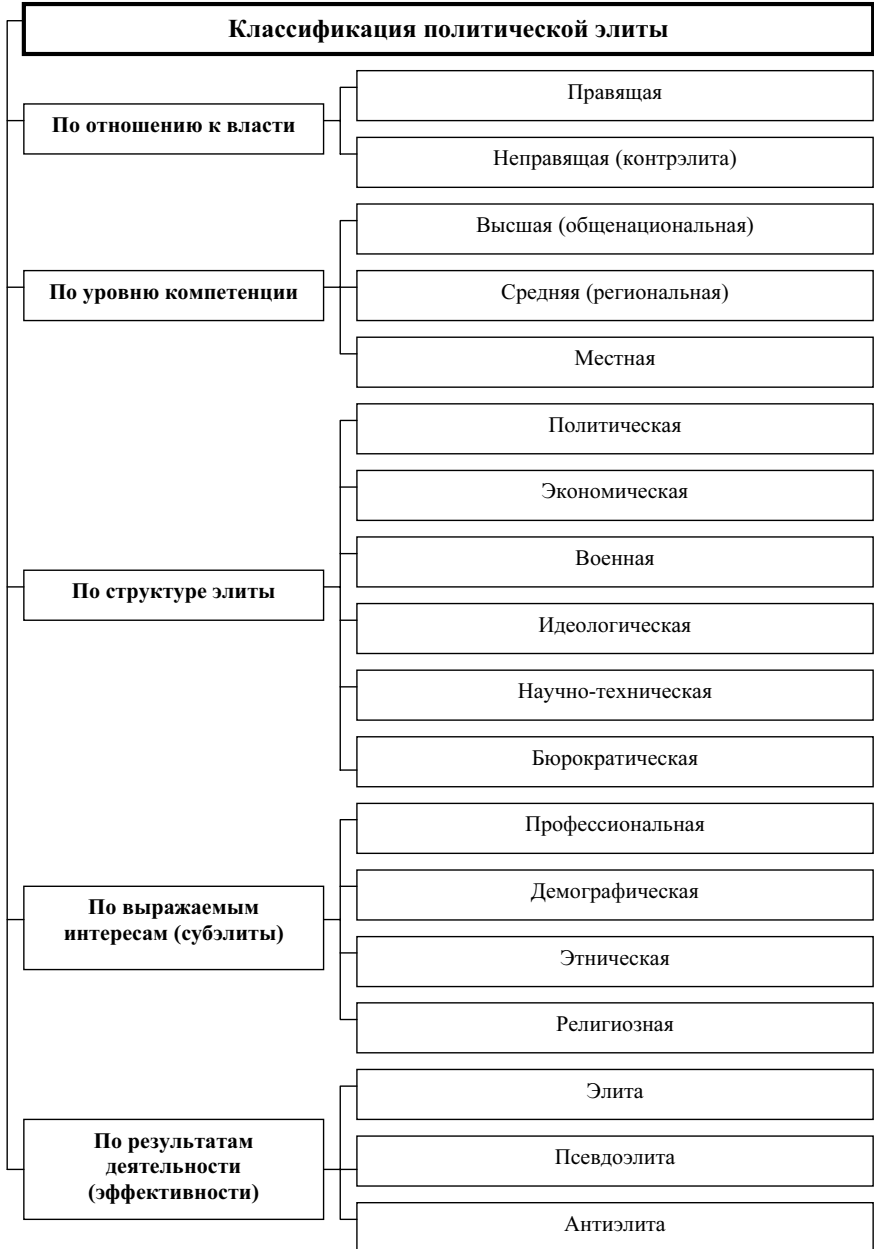 Классификация политической элиты
По отношению к власти
Правящая
Неправящая (контрэлита)
По уровню компетенции
Высшая (общенациональная)
Средняя (региональная)
Местная
По структуре элиты
Политическая
Экономическая
Военная
Идеологическая
Научно-техническая
Бюрократическая
По выражаемым
интересам (субэлиты)
Профессиональная
Демографическая
Этническая
Религиозная
По результатам
деятельности
(эффективности)
Элита
Псевдоэлита
Антиэлита